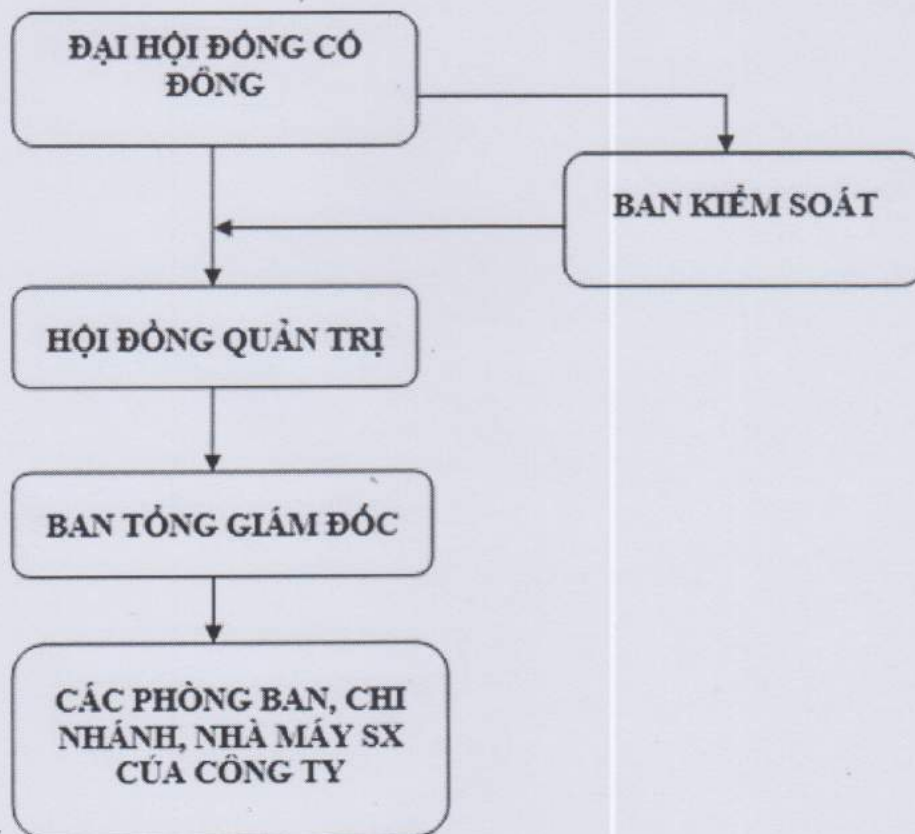 ĐẠI HỘI ĐỒNG CỔ
ĐÔNG
BAN KIỂM SOÁT
HỘI ĐỒNG QUẢN TRỊ
BAN TỔNG GIÁM ĐỐC
CÁC PHÒNG BAN, CHI
NHÁNH, NHÀ MÁY SX
CỦA CÔNG TY